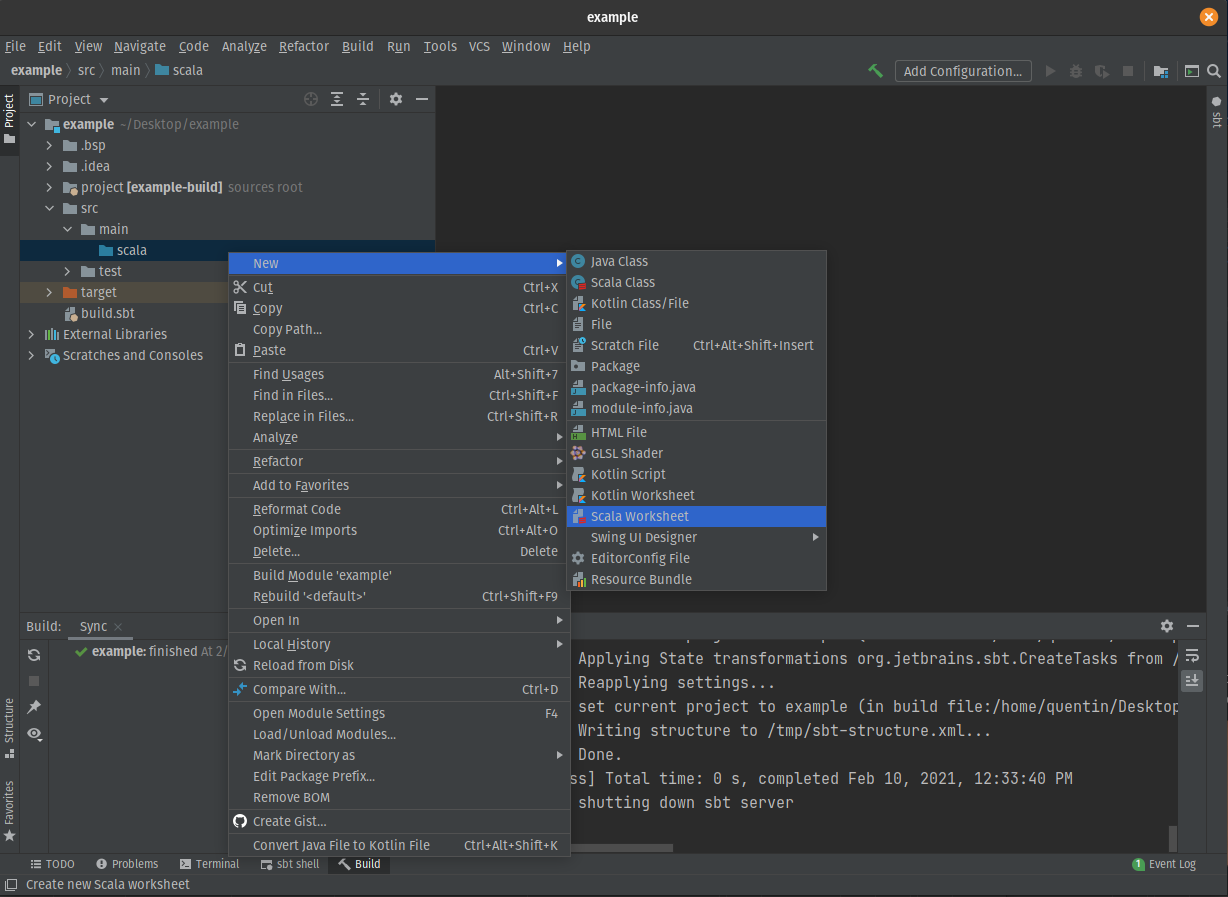 example
File Edit View Navigate Code Analyze Refactor Build Run Tools VCS Window Help
example src main scala
Add Configuration...
Project
Project
example ~/Desktop/example
.bsp
.idea
project [example-build] sources root
src
main
scala
test
target
build.sbt
External Libraries
Scratches and Consoles
sbt
New
Cut Ctrl+X
Copy Ctrl+C
Copy Path...
Paste Ctrl+V
Find Usages Alt+Shift+7
Find in Files... Ctrl+Shift+F
Replace in Files... Ctrl+Shift+R
Analyze
Refactor
Add to Favorites
Reformat Code Ctrl+Alt+L
Optimize Imports Ctrl+Alt+O
Delete... Delete
Build Module 'example'
Rebuild '<default>' Ctrl+Shift+F9
Open In
Local History
Reload from Disk
Compare With... Ctrl+D
Open Module Settings F4
Load/Unload Modules...
Mark Directory as
Edit Package Prefix...
Remove BOM
Create Gist...
Convert Java File to Kotlin File Ctrl+Alt+Shift+K
Java Class
Scala Class
Kotlin Class/File
File
Scratch File Ctrl+Alt+Shift+Insert
Package
package-info.java
module-info.java
HTML File
GLSL Shader
Kotlin Script
Kotlin Worksheet
Scala Worksheet
Swing UI Designer
EditorConfig File
Resource Bundle
Build: Sync
example: finished At 2/
Applying State transformations org.jetbrains.sbt.CreateTasks from /
Reapplying settings...
set current project to example (in build file:/home/quentin/Desktop
Writing structure to /tmp/sbt-structure.xml...
Done.
ss] Total time: 0 s, completed Feb 10, 2021, 12:33:40 PM
shutting down sbt server
Structure
Favorites
TODO Problems Terminal sbt shell Build 1 Event Log
Create new Scala worksheet